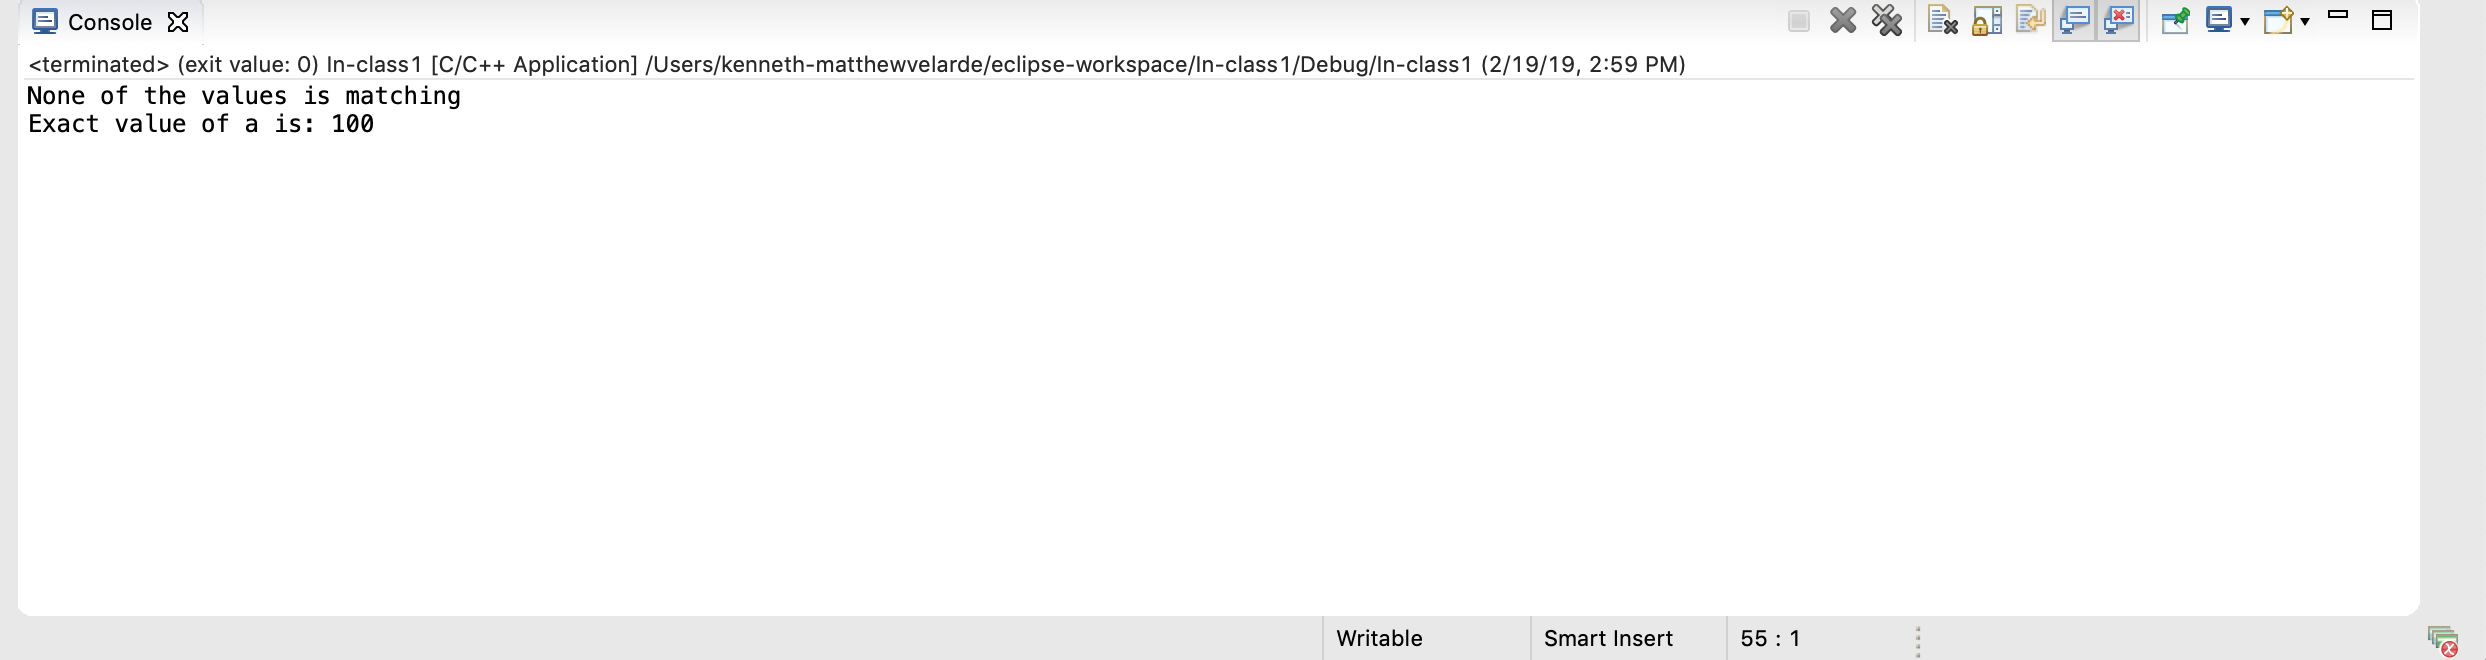 Console
<terminated> (exit value: 0) In-class1 [C/C++ Application] /Users/kenneth-matthewvelarde/eclipse-workspace/In-class1/Debug/In-class1 (2/19/19, 2:59 PM)
None of the values is matching
Exact value of a is: 100
Writable Smart Insert 55 : 1